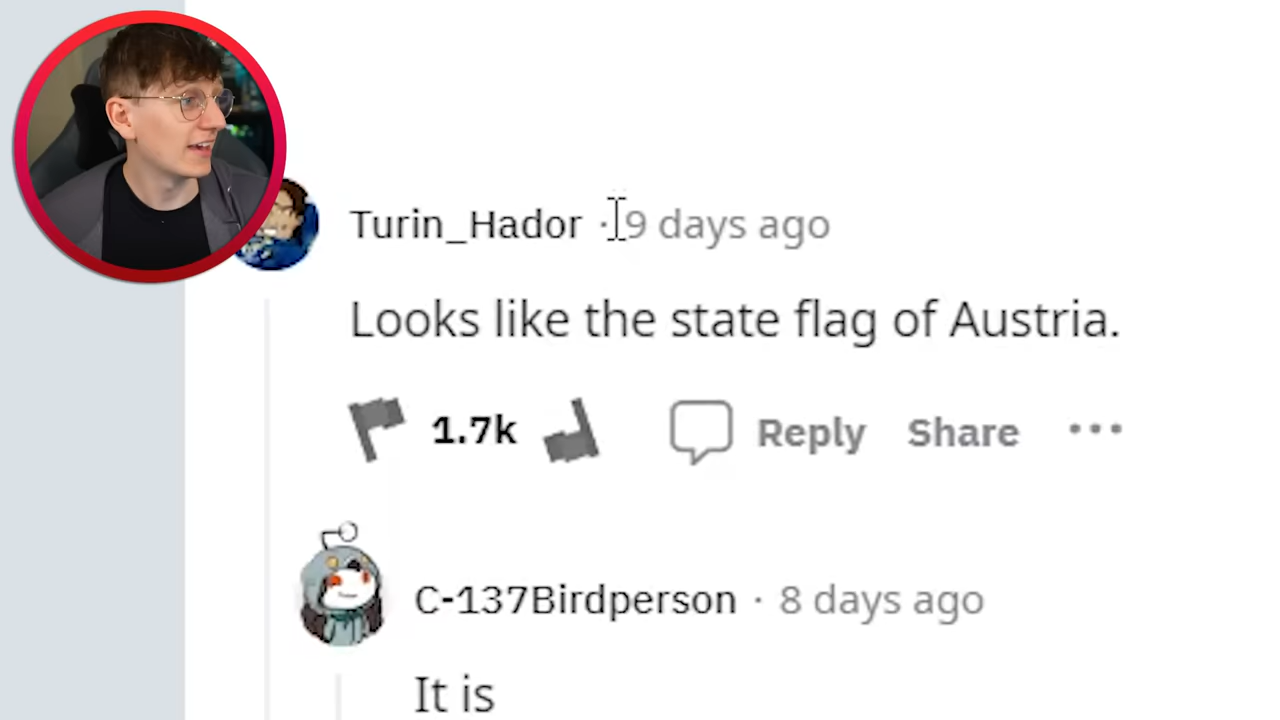 Turin_Hador · 9 days ago
Looks like the state flag of Austria.
1.7k Reply Share •••
C-137Birdperson · 8 days ago
It is